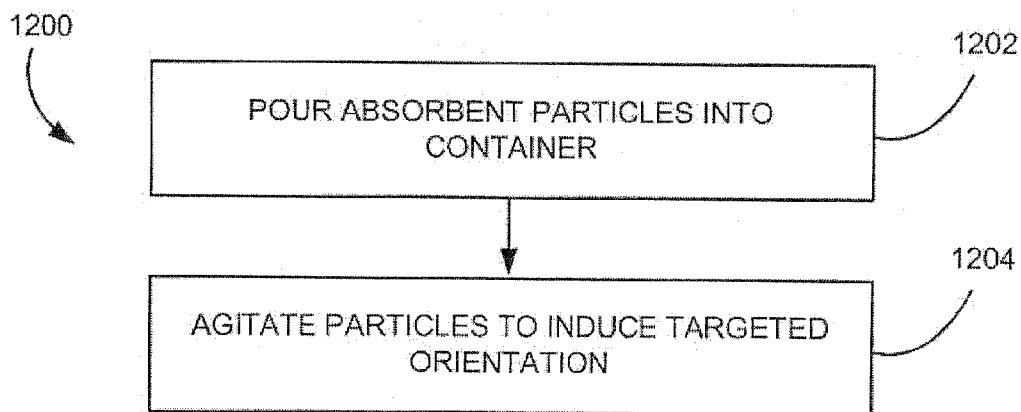 1200
1202
POUR ABSORBENT PARTICLES INTO
CONTAINER
1204
AGITATE PARTICLES TO INDUCE TARGETED
ORIENTATION